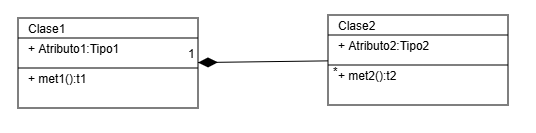 Clase1
+ Atributo1:Tipo1
1
+ met1():t1
Clase2
+ Atributo2:Tipo2
*
+ met2():t2